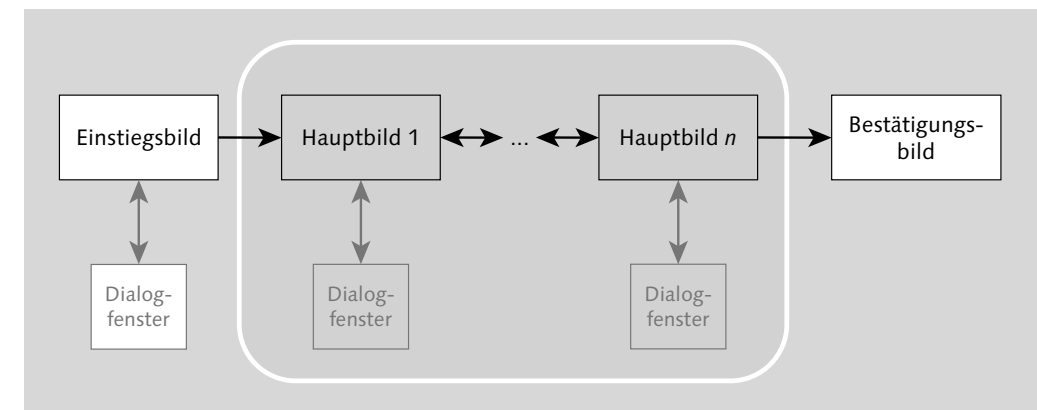 Einstiegsbild
Hauptbild 1
...
Hauptbild n
Bestätigungs-
bild
Dialog-
fenster
Dialog-
fenster
Dialog-
fenster